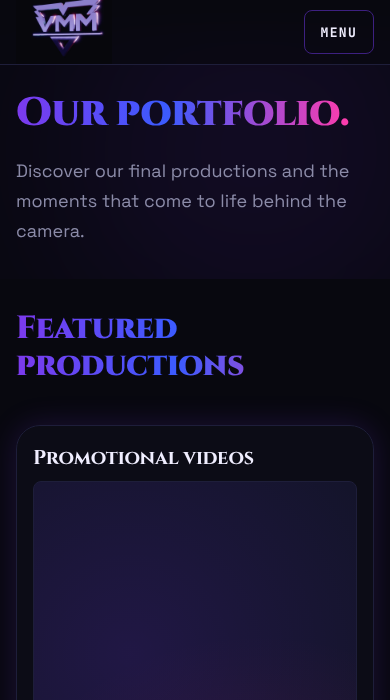 VMM
MENU
Our portfolio.
Discover our final productions and the
moments that come to life behind the
camera.
Featured
productions
Promotional videos